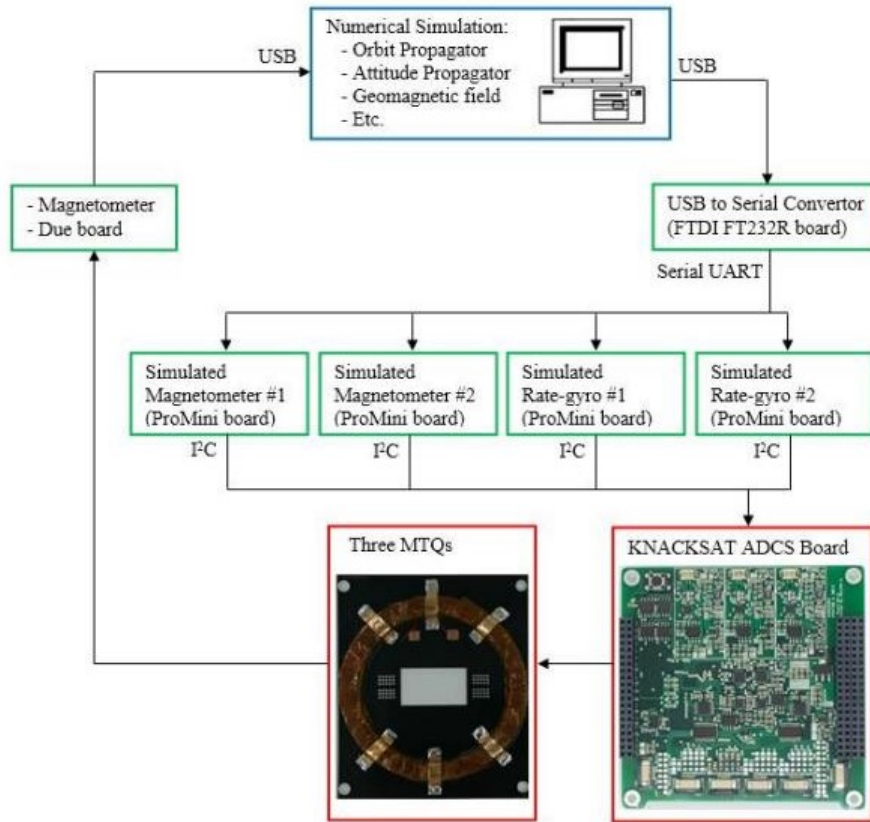 Numerical Simulation:
- Orbit Propagator
- Attitude Propagator
- Geomagnetic field
- Etc.
USB
USB
- Magnetometer
- Due board
USB to Serial Convertor
(FTDI FT232R board)
Serial UART
Simulated
Magnetometer #1
(ProMini board)
Simulated
Magnetometer #2
(ProMini board)
Simulated
Rate-gyro #1
(ProMini board)
Simulated
Rate-gyro #2
(ProMini board)
I²C
I²C
I²C
I²C
Three MTQs
KNACKSAT ADCS Board